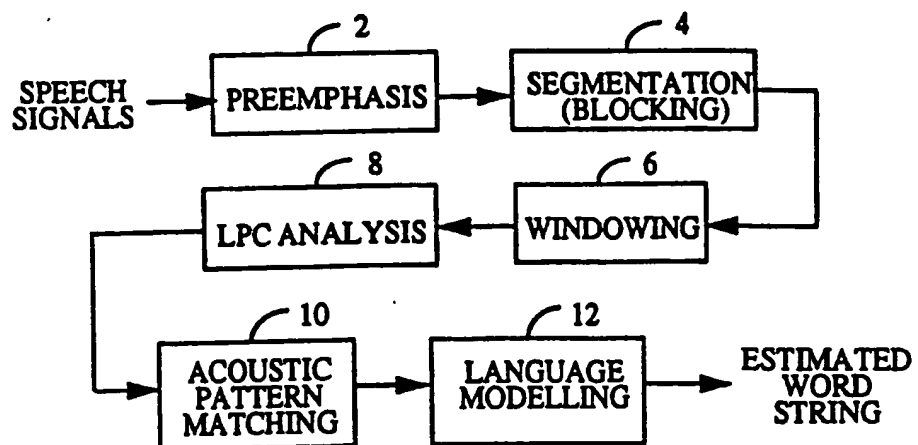 2
4
SPEECH
SIGNALS
PREEMPHASIS
SEGMENTATION
(BLOCKING)
8
6
LPC ANALYSIS
WINDOWING
10
12
ACOUSTIC
PATTERN
MATCHING
LANGUAGE
MODELLING
ESTIMATED
WORD
STRING